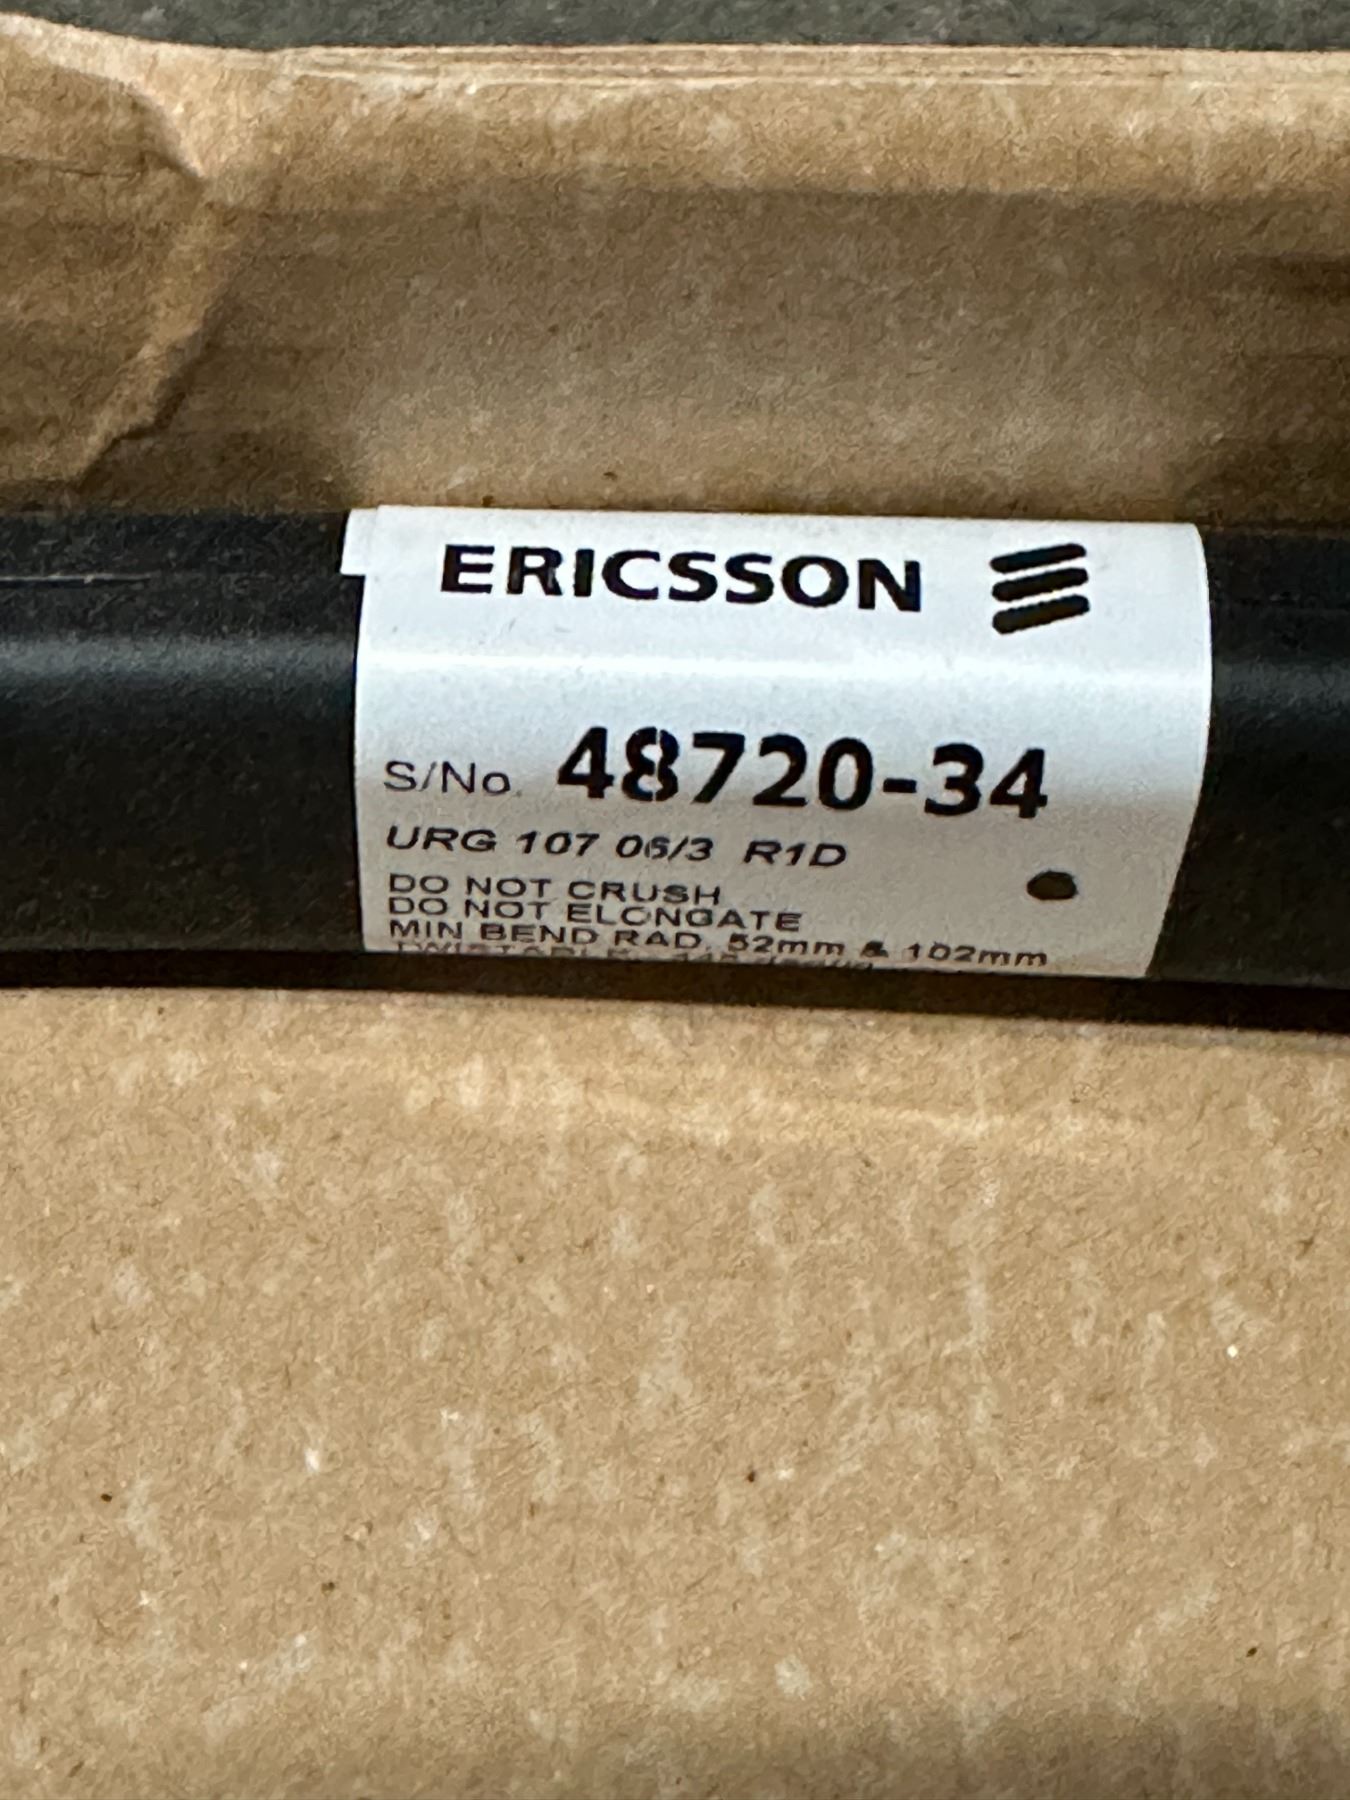 ERICSSON
S/No. 48720-34
URG 107 06/3 R1D
DO NOT CRUSH
DO NOT ELONGATE
MIN BEND RAD. 52mm & 102mm
TWISTABLE